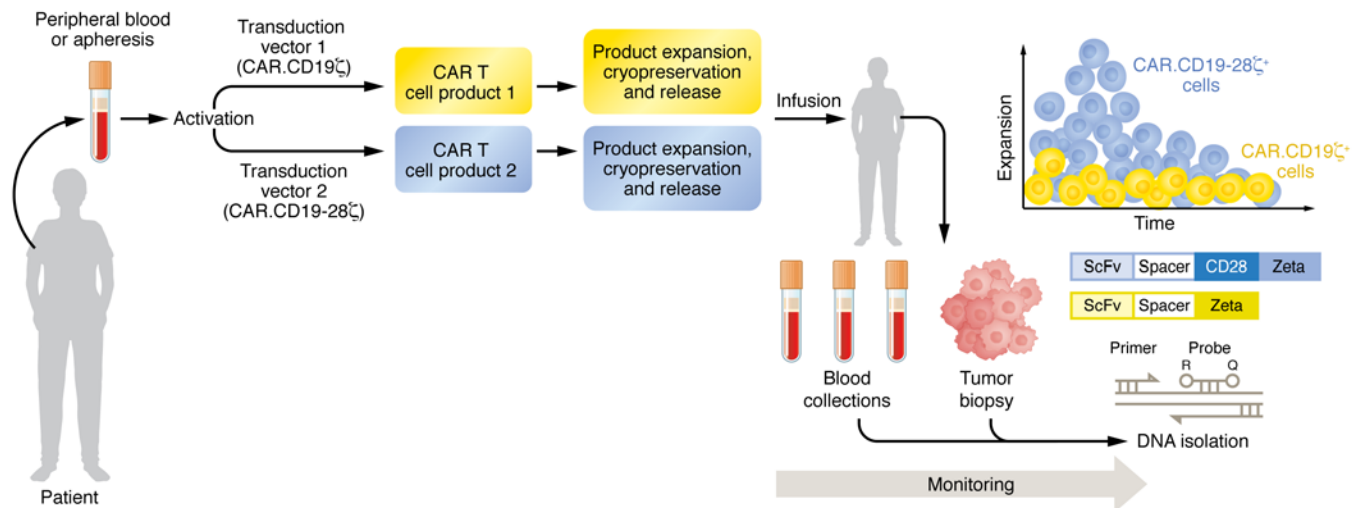 Peripheral blood
or apheresis
Transduction
vector 1
(CAR.CD19ζ)
Activation
Transduction
vector 2
(CAR.CD19-28ζ)
CAR T
cell product 1
Product expansion,
cryopreservation
and release
CAR T
cell product 2
Product expansion,
cryopreservation
and release
Infusion
Patient
Expansion
CAR.CD19-28ζ+
cells
CAR.CD19ζ+
cells
Time
ScFv Spacer CD28 Zeta
ScFv Spacer Zeta
Primer Probe
R Q
Blood
collections
Tumor
biopsy
DNA isolation
Monitoring